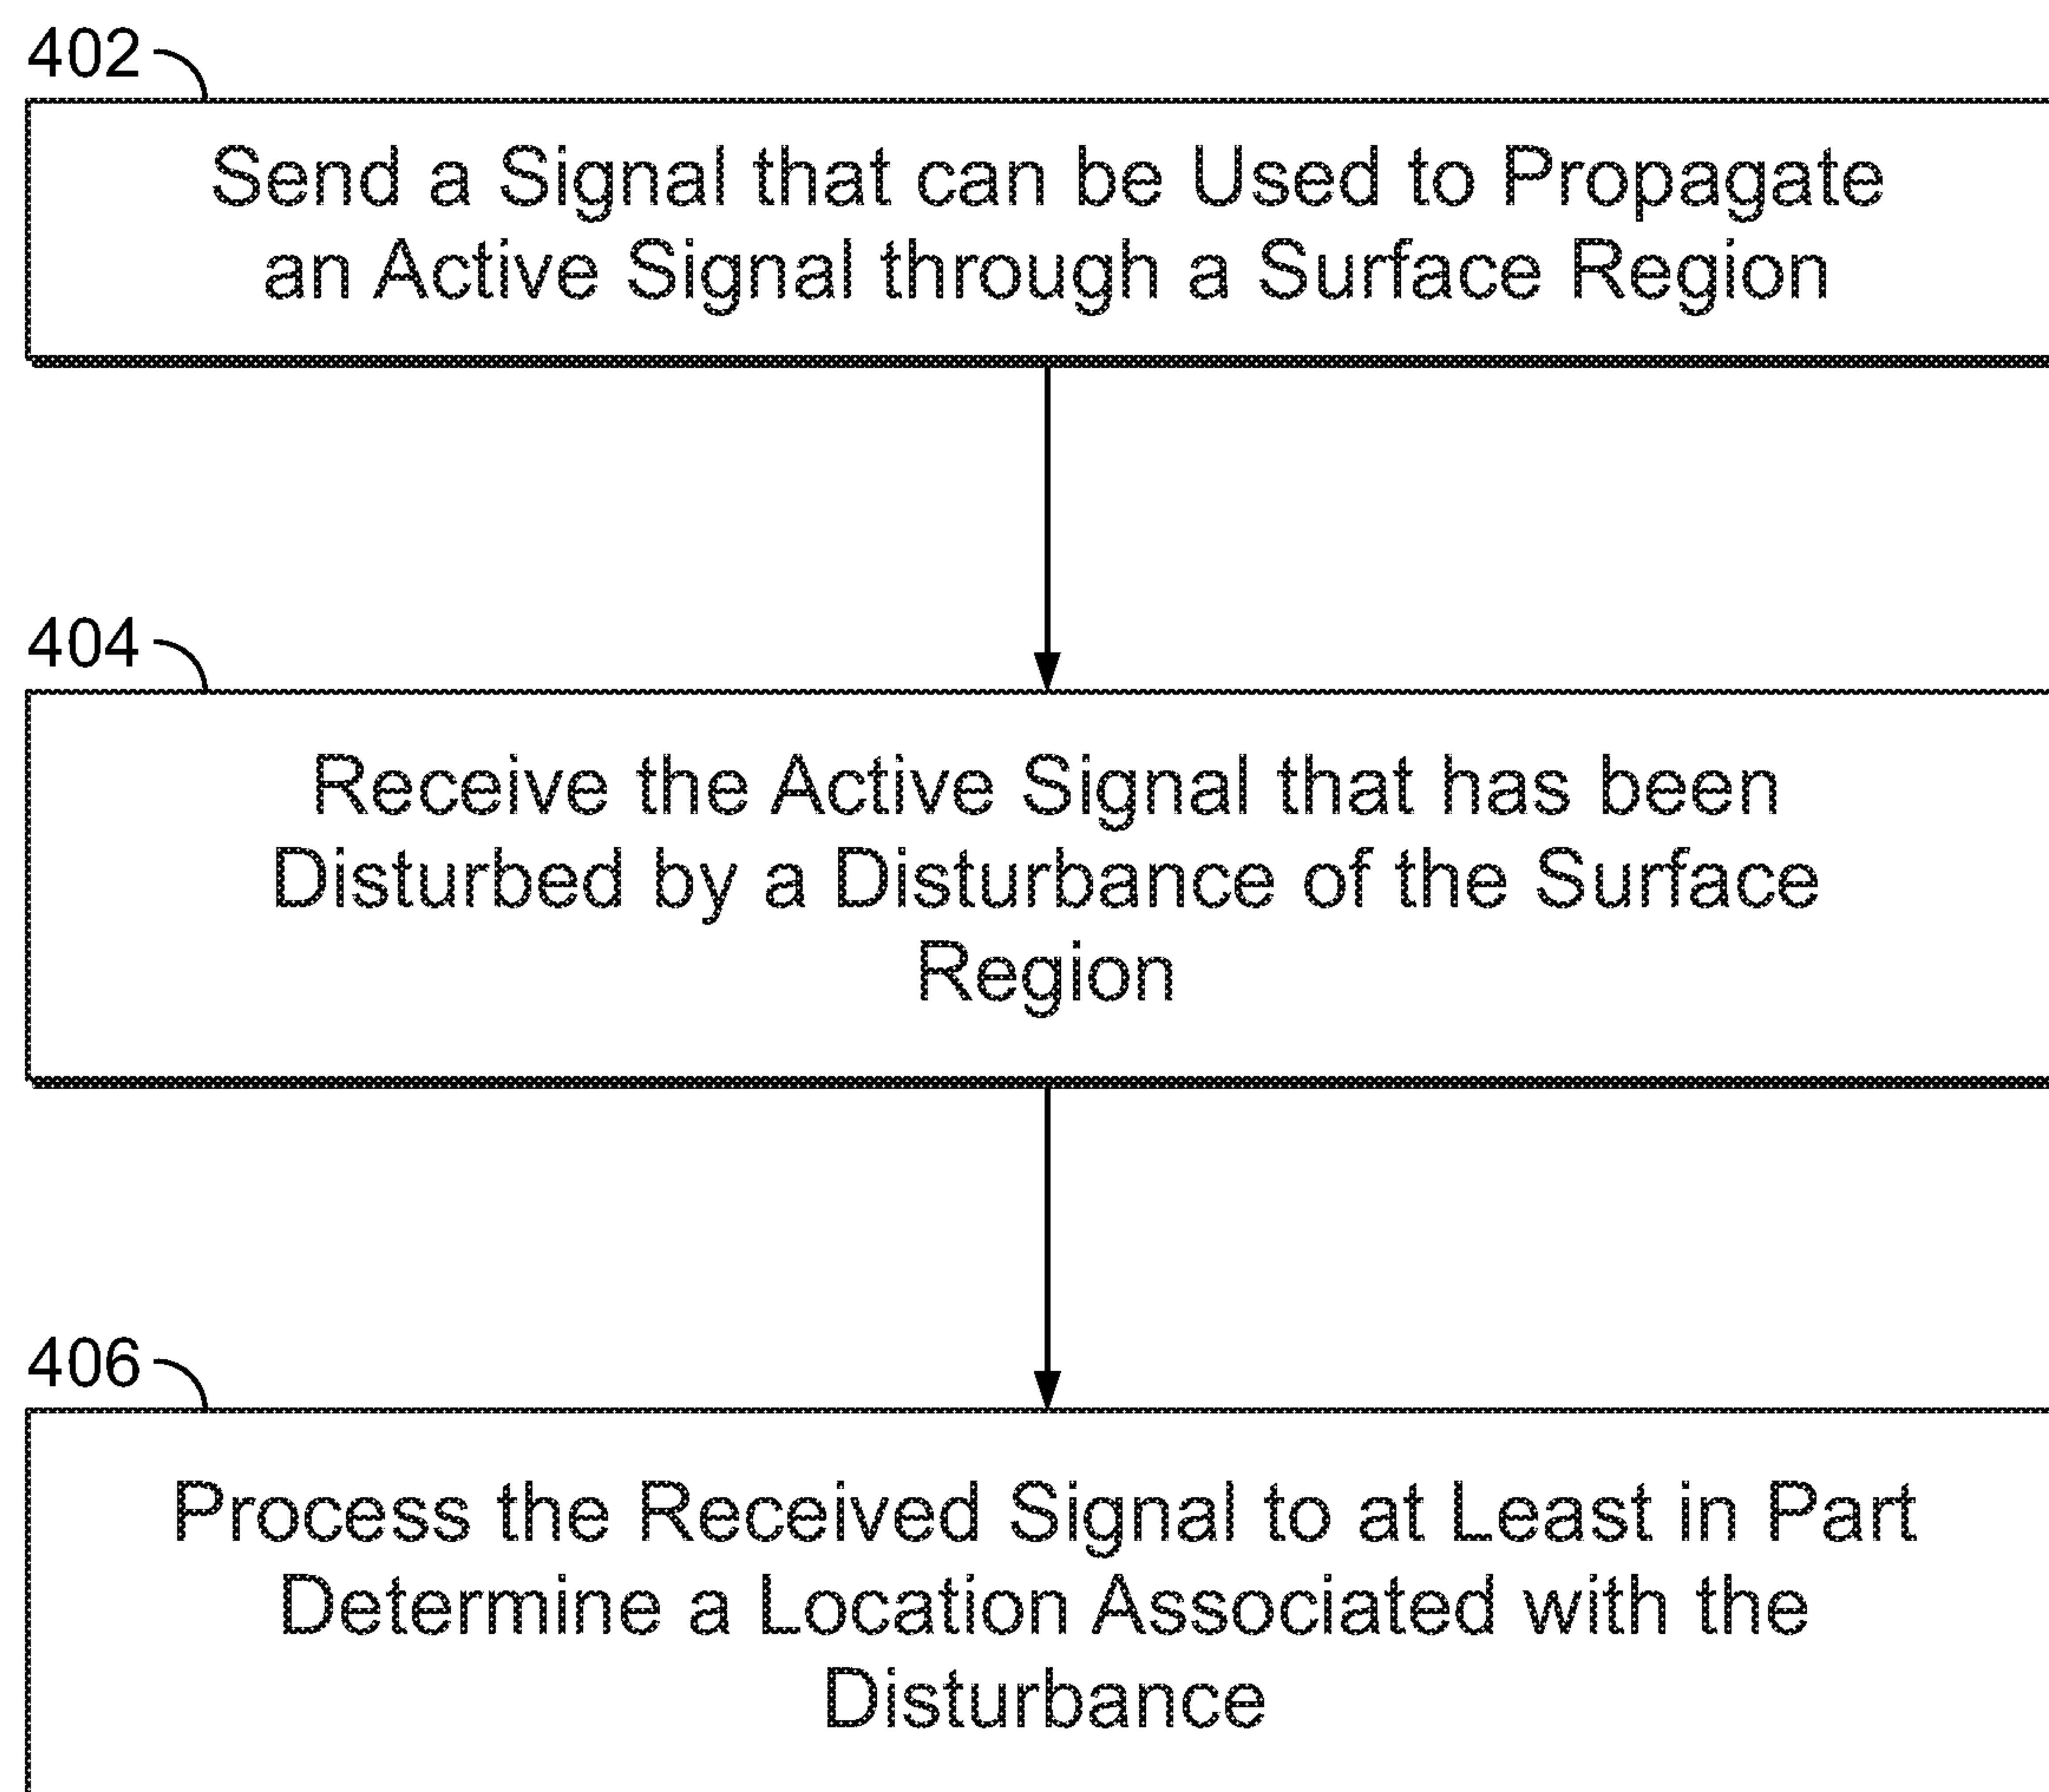 402
Send a Signal that can be Used to Propagate
an Active Signal through a Surface Region
404
Receive the Active Signal that has been
Disturbed by a Disturbance of the Surface
Region
406
Process the Received Signal to at Least in Part
Determine a Location Associated with the
Disturbance